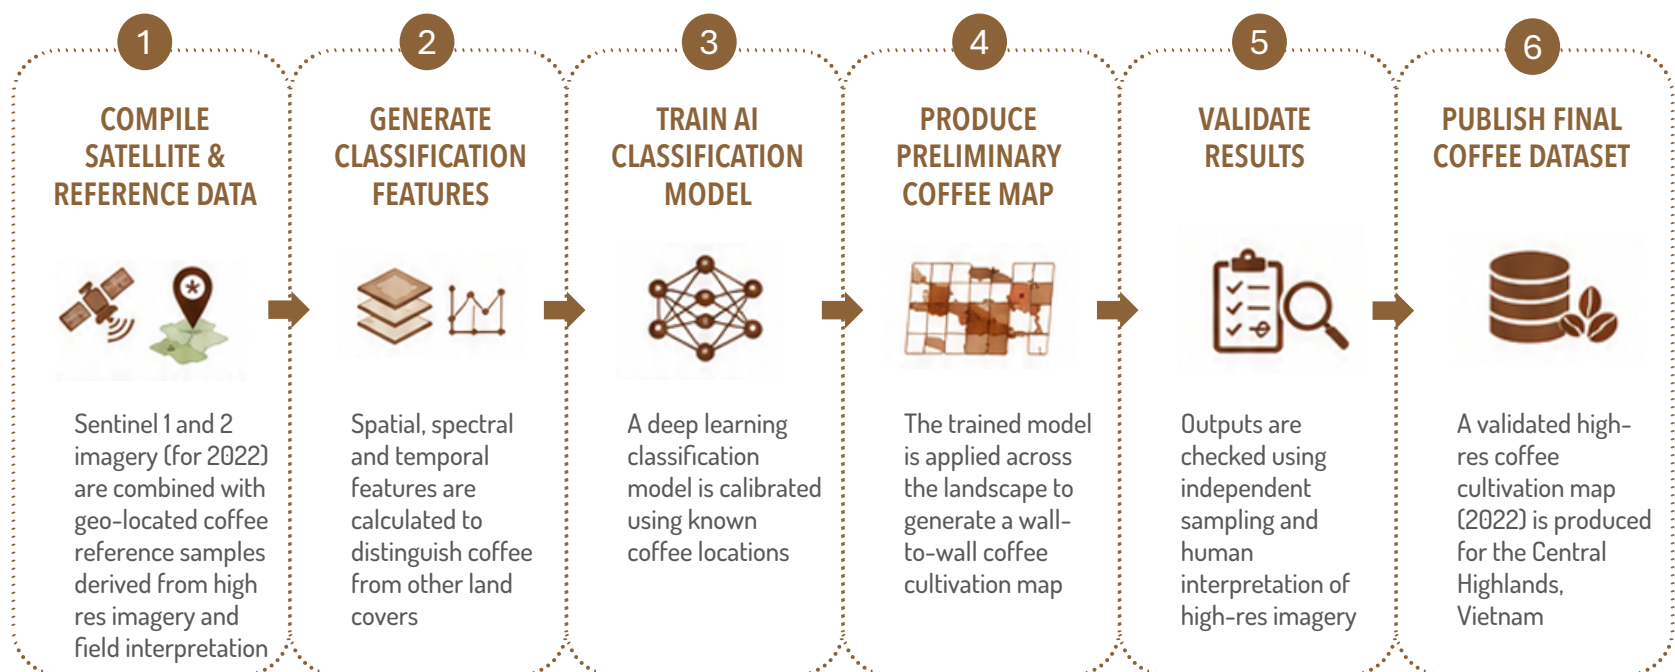 1
COMPILE
SATELLITE &
REFERENCE DATA
Sentinel 1 and 2
imagery (for 2022)
are combined with
geo-located coffee
reference samples
derived from high
res imagery and
field interpretation
2
GENERATE
CLASSIFICATION
FEATURES
Spatial, spectral
and temporal
features are
calculated to
distinguish coffee
from other land
covers
3
TRAIN AI
CLASSIFICATION
MODEL
A deep learning
classification
model is calibrated
using known
coffee locations
4
PRODUCE
PRELIMINARY
COFFEE MAP
The trained model
is applied across
the landscape to
generate a wall-
to-wall coffee
cultivation map
5
VALIDATE
RESULTS
Outputs are
checked using
independent
sampling and
human
interpretation of
high-res imagery
6
PUBLISH FINAL
COFFEE DATASET
A validated high-
res coffee
cultivation map
(2022) is produced
for the Central
Highlands,
Vietnam